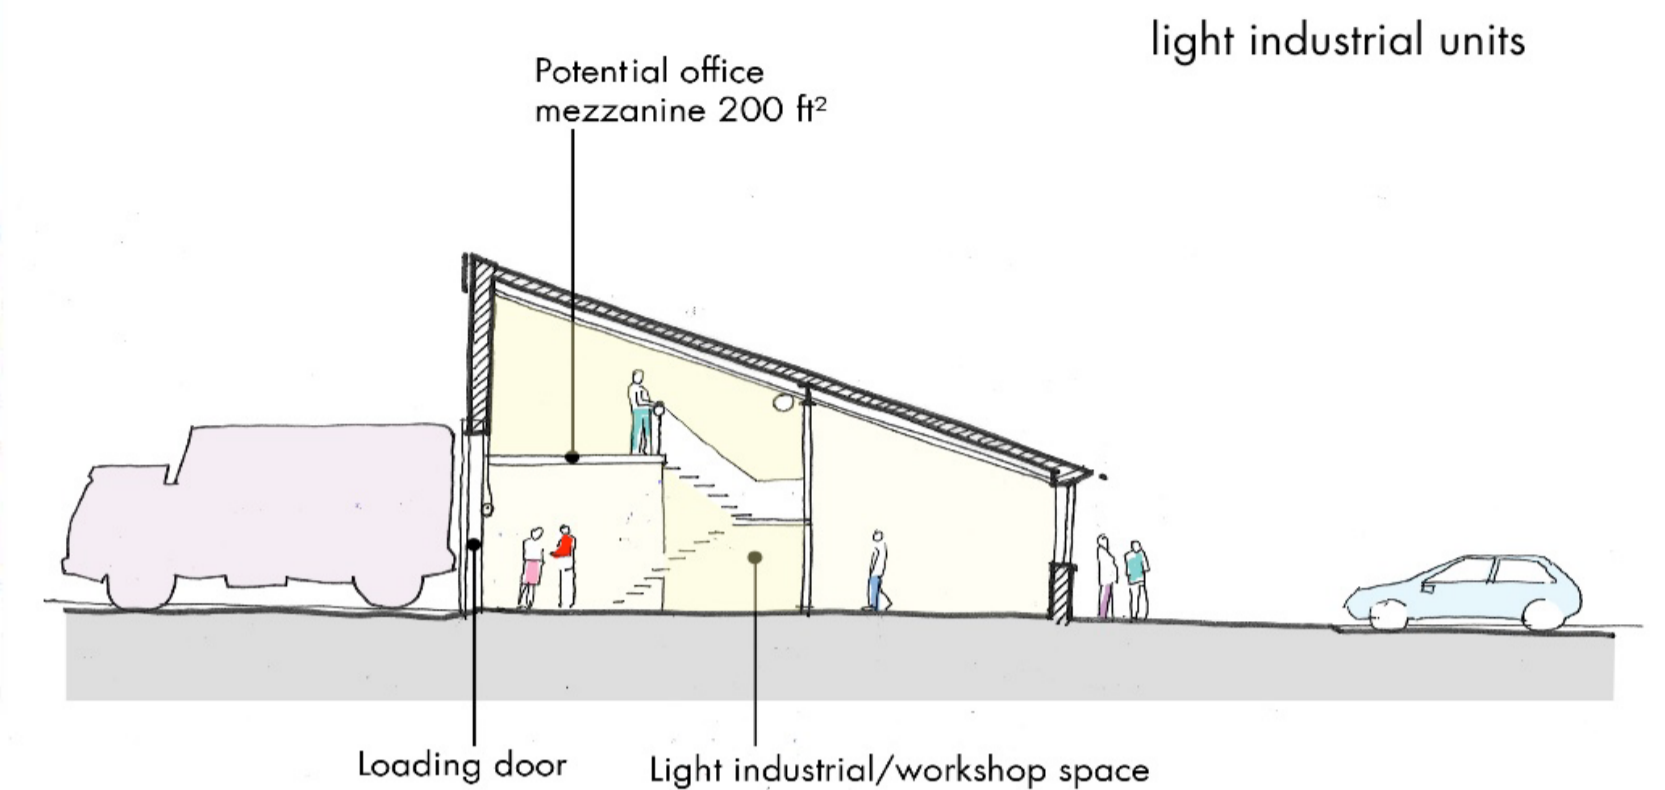 light industrial units
Potential office
mezzanine 200 ft²
Loading door
Light industrial/workshop space